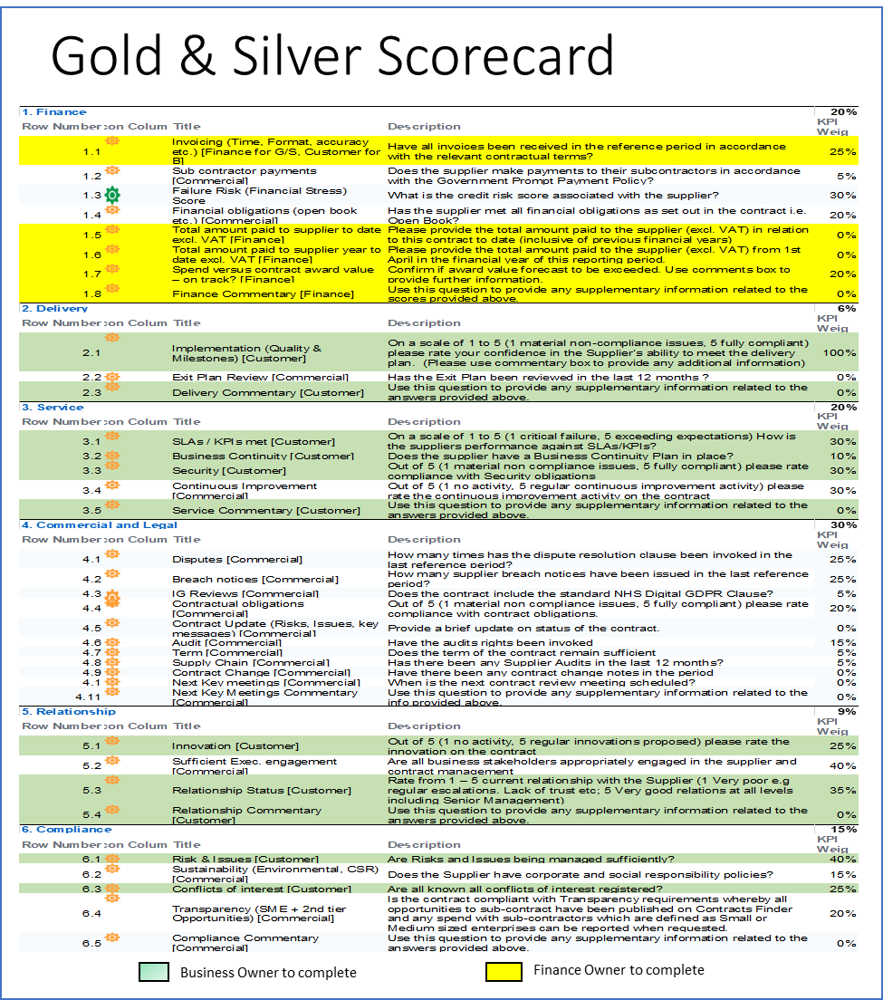 Gold & Silver Scorecard
1. Finance 20%
Row Number :on Colum Title Description KPI
Weig
1.1 Invoicing (Time, Format, accuracy
etc.) [Finance for G/S, Customer for
B]
Have all invoices been received in the reference period in accordance
with the relevant contractual terms?
25%
1.2 Sub contractor payments
[Commercial]
Does the supplier make payments to their subcontractors in accordance
with the Government Prompt Payment Policy?
5%
1.3 Failure Risk (Financial Stress)
Score
What is the credit risk score associated with the supplier?
30%
1.4 Financial obligations (open book
etc.) [Commercial]
Has the supplier met all financial obligations as set out in the contract i.e.
Open Book?
20%
1.5 Total amount paid to supplier to date
excl. VAT [Finance]
Please provide the total amount paid to the supplier (excl. VAT) in relation
to this contract to date (inclusive of previous financial years)
0%
1.6 Total amount paid to supplier year to
date excl. VAT [Finance]
Please provide the total amount paid to the supplier (excl. VAT) from 1st
April in the financial year of this reporting period.
0%
1.7 Spend versus contract award value
– on track? [Finance]
Confirm if award value forecast to be exceeded. Use comments box to
provide further information.
20%
1.8 Finance Commentary [Finance]
Use this question to provide any supplementary information related to the
scores provided above.
0%
2. Delivery 6%
Row Number :on Colum Title Description KPI
Weig
2.1 Implementation (Quality &
Milestones) [Customer]
On a scale of 1 to 5 (1 material non-compliance issues, 5 fully compliant)
please rate your confidence in the Supplier's ability to meet the delivery
plan. (Please use commentary box to provide any additional information)
100%
2.2 Exit Plan Review [Commercial] Has the Exit Plan been reviewed in the last 12 months ? 0%
2.3 Delivery Commentary [Customer]
Use this question to provide any supplementary information related to the
answers provided above.
0%
3. Service 20%
Row Number :on Colum Title Description KPI
Weig
3.1 SLAs / KPIs met [Customer]
On a scale of 1 to 5 (1 critical failure, 5 exceeding expectations) How is
the suppliers performance against SLAs/KPIs?
30%
3.2 Business Continuity [Customer] Does the supplier have a Business Continuity Plan in place? 10%
3.3 Security [Customer]
Out of 5 (1 material non compliance issues, 5 fully compliant) please rate
compliance with Security obligations
30%
3.4 Continuous Improvement
[Commercial]
Out of 5 (1 no activity, 5 regular continuous improvement activity) please
rate the continuous improvement activity on the contract
30%
3.5 Service Commentary [Customer]
Use this question to provide any supplementary information related to the
answers provided above.
0%
4. Commercial and Legal 30%
Row Number :on Colum Title Description KPI
Weig
4.1 Disputes [Commercial]
How many times has the dispute resolution clause been invoked in the
last reference period?
25%
4.2 Breach notices [Commercial]
How many supplier breach notices have been issued in the last reference
period?
25%
4.3 IG Reviews [Commercial] Does the contract include the standard NHS Digital GDPR Clause? 5%
4.4 Contractual obligations
[Commercial]
Out of 5 (1 material non compliance issues, 5 fully compliant) please rate
compliance with contract obligations.
20%
4.5 Contract Update (Risks, Issues, key
messages) [Commercial]
Provide a brief update on status of the contract.
0%
4.6 Audit [Commercial] Have the audits rights been invoked 15%
4.7 Term [Commercial] Does the term of the contract remain sufficient 5%
4.8 Supply Chain [Commercial] Has there been any Supplier Audits in the last 12 months? 5%
4.9 Contract Change [Commercial] Have there been any contract change notes in the period 0%
4.1 Next Key meetings [Commercial] When is the next contract review meeting scheduled? 0%
4.11 Next Key Meetings Commentary
[Commercial]
Use this question to provide any supplementary information related to the
info provided above.
0%
5. Relationship 9%
Row Number :on Colum Title Description KPI
Weig
5.1 Innovation [Customer]
Out of 5 (1 no activity, 5 regular innovations proposed) please rate the
innovation on the contract
25%
5.2 Sufficient Exec. engagement
[Commercial]
Are all business stakeholders appropriately engaged in the supplier and
contract management
40%
5.3 Relationship Status [Customer]
Rate from 1 – 5 current relationship with the Supplier (1 Very poor e.g
regular escalations. Lack of trust etc; 5 Very good relations at all levels
including Senior Management)
35%
5.4 Relationship Commentary
[Customer]
Use this question to provide any supplementary information related to the
answers provided above.
0%
6. Compliance 15%
Row Number :on Colum Title Description KPI
Weig
6.1 Risk & Issues [Customer] Are Risks and Issues being managed sufficiently? 40%
6.2 Sustainability (Environmental, CSR)
[Commercial]
Does the Supplier have corporate and social responsibility policies?
15%
6.3 Conflicts of interest [Customer] Are all known all conflicts of interest registered? 25%
6.4 Transparency (SME + 2nd tier
Opportunities) [Commercial]
Is the contract compliant with Transparency requirements whereby all
opportunities to sub-contract have been published on Contracts Finder
and any spend with sub-contractors which are defined as Small or
Medium sized enterprises can be reported when requested.
20%
6.5 Compliance Commentary
[Commercial]
Use this question to provide any supplementary information related to the
answers provided above.
0%
Business Owner to complete
Finance Owner to complete